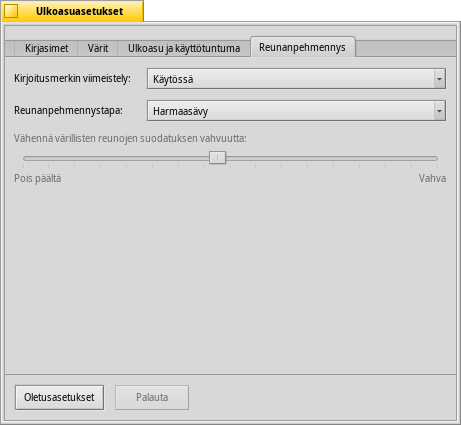 Ulkoasuasetukset
Kirjasimet Värit Ulkoasu ja käyttötuntuma Reunanpehmennys
Kirjoitusmerkin viimeistely: Käytössä
Reunanpehmennystapa: Harmaasävy
Vähennä värillisten reunojen suodatuksen vahvuutta:
Pois päältä Vahva
Oletusasetukset Palauta